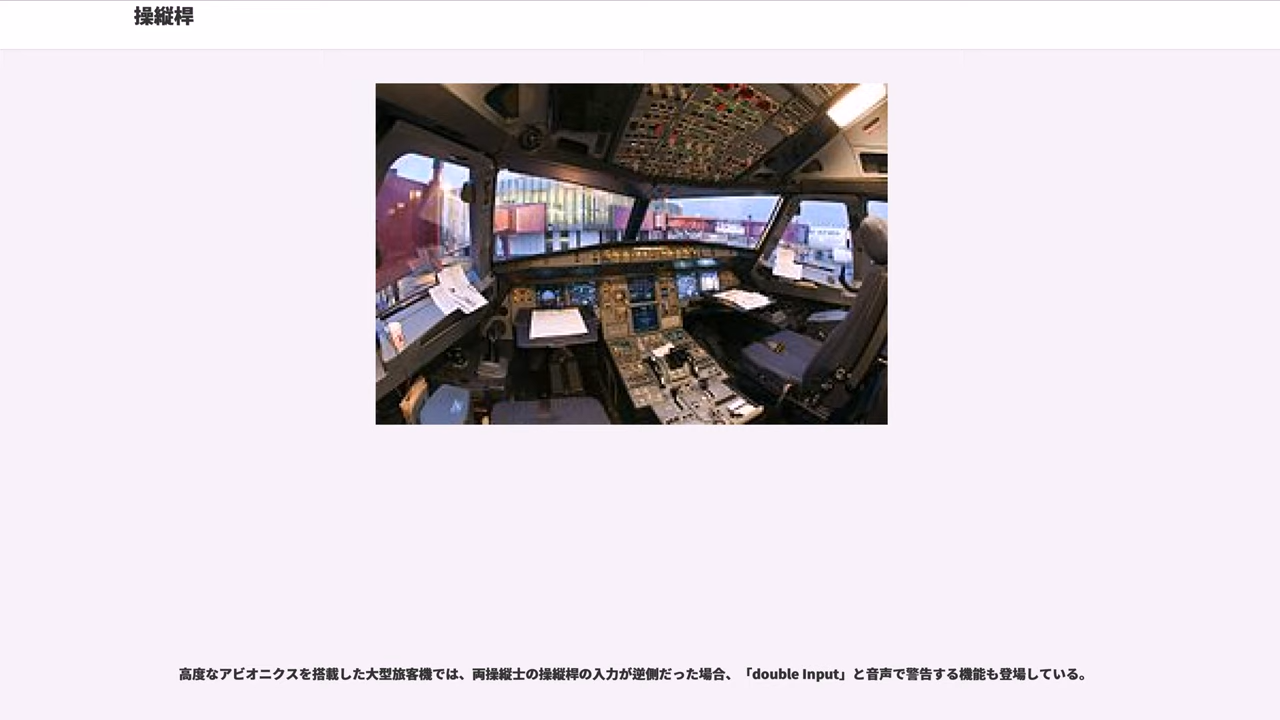 操縦桿
高度なアビオニクスを搭載した大型旅客機では、両操縦士の操縦桿の入力が逆側だった場合、「double Input」と音声で警告する機能も登場している。